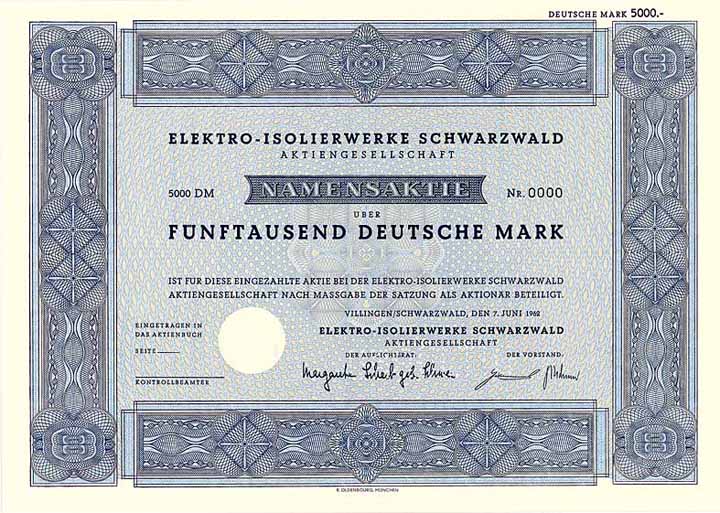 DEUTSCHE MARK 5000.-
ELEKTRO-ISOLIERWERKE SCHWARZWALD
AKTIENGESELLSCHAFT
5000 DM NAMENSAKTIE NR. 0000
ÜBER
FÜNFTAUSEND DEUTSCHE MARK
IST FÜR DIESE EINGEZAHLTE AKTIE BEI DER ELEKTRO-ISOLIERWERKE SCHWARZWALD
AKTIENGESELLSCHAFT NACH MASSGABE DER SATZUNG ALS AKTIONÄR BETEILIGT.
VILLINGEN/SCHWARZWALD, DEN 7. JUNI 1962
EINGETRAGEN IN
DAS AKTIENBUCH
SEITE
KONTROLLBEAMTER
ELEKTRO-ISOLIERWERKE SCHWARZWALD
AKTIENGESELLSCHAFT
DER AUFSICHTSRAT: DER VORSTAND:
Margarete geb.
R. OLDENBOURG, MÜNCHEN